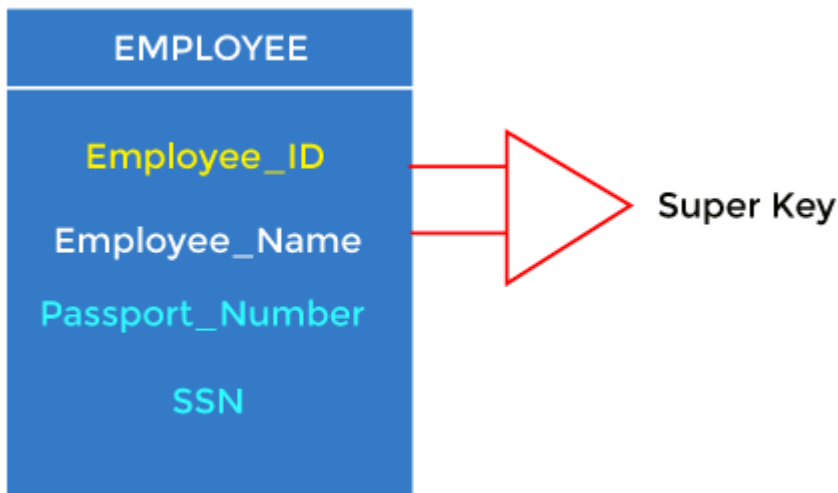 EMPLOYEE
Employee_ID
Employee_Name
Super Key
Passport_Number
SSN